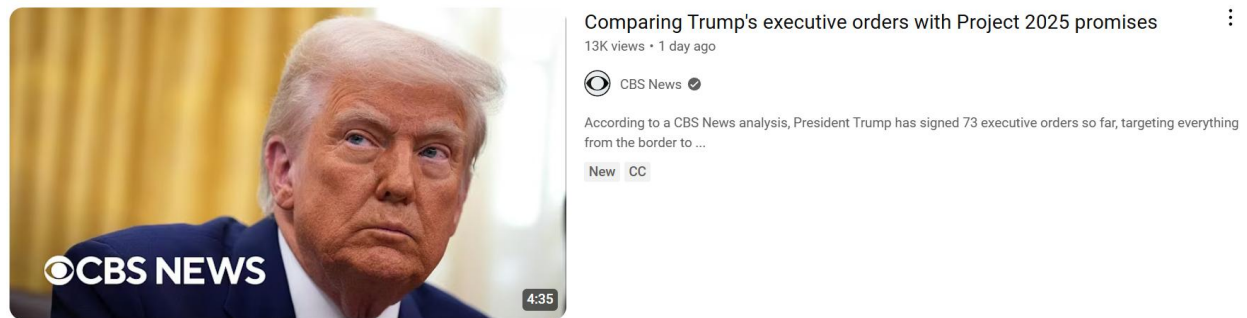 CBS NEWS
4:35
Comparing Trump's executive orders with Project 2025 promises
13K views • 1 day ago
CBS News
According to a CBS News analysis, President Trump has signed 73 executive orders so far, targeting everything
from the border to ...
New CC